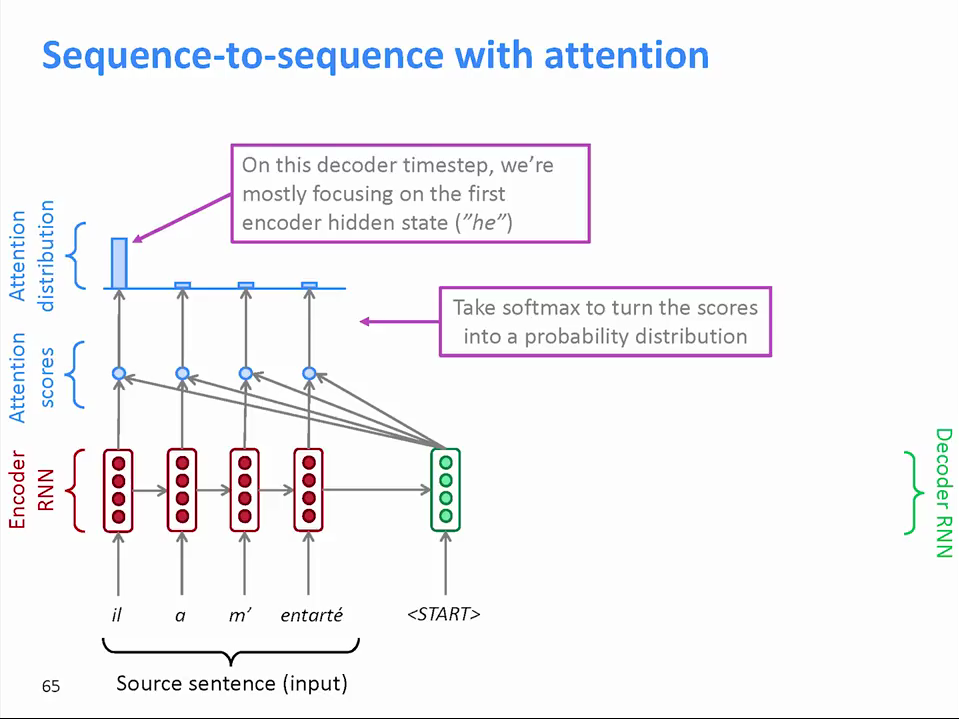 Sequence-to-sequence with attention
On this decoder timestep, we’re
mostly focusing on the first
encoder hidden state (”he”)
Attention
distribution
Take softmax to turn the scores
into a probability distribution
Attention
scores
Encoder
RNN
Decoder RNN
il a m’ entarté <START>
Source sentence (input)
65